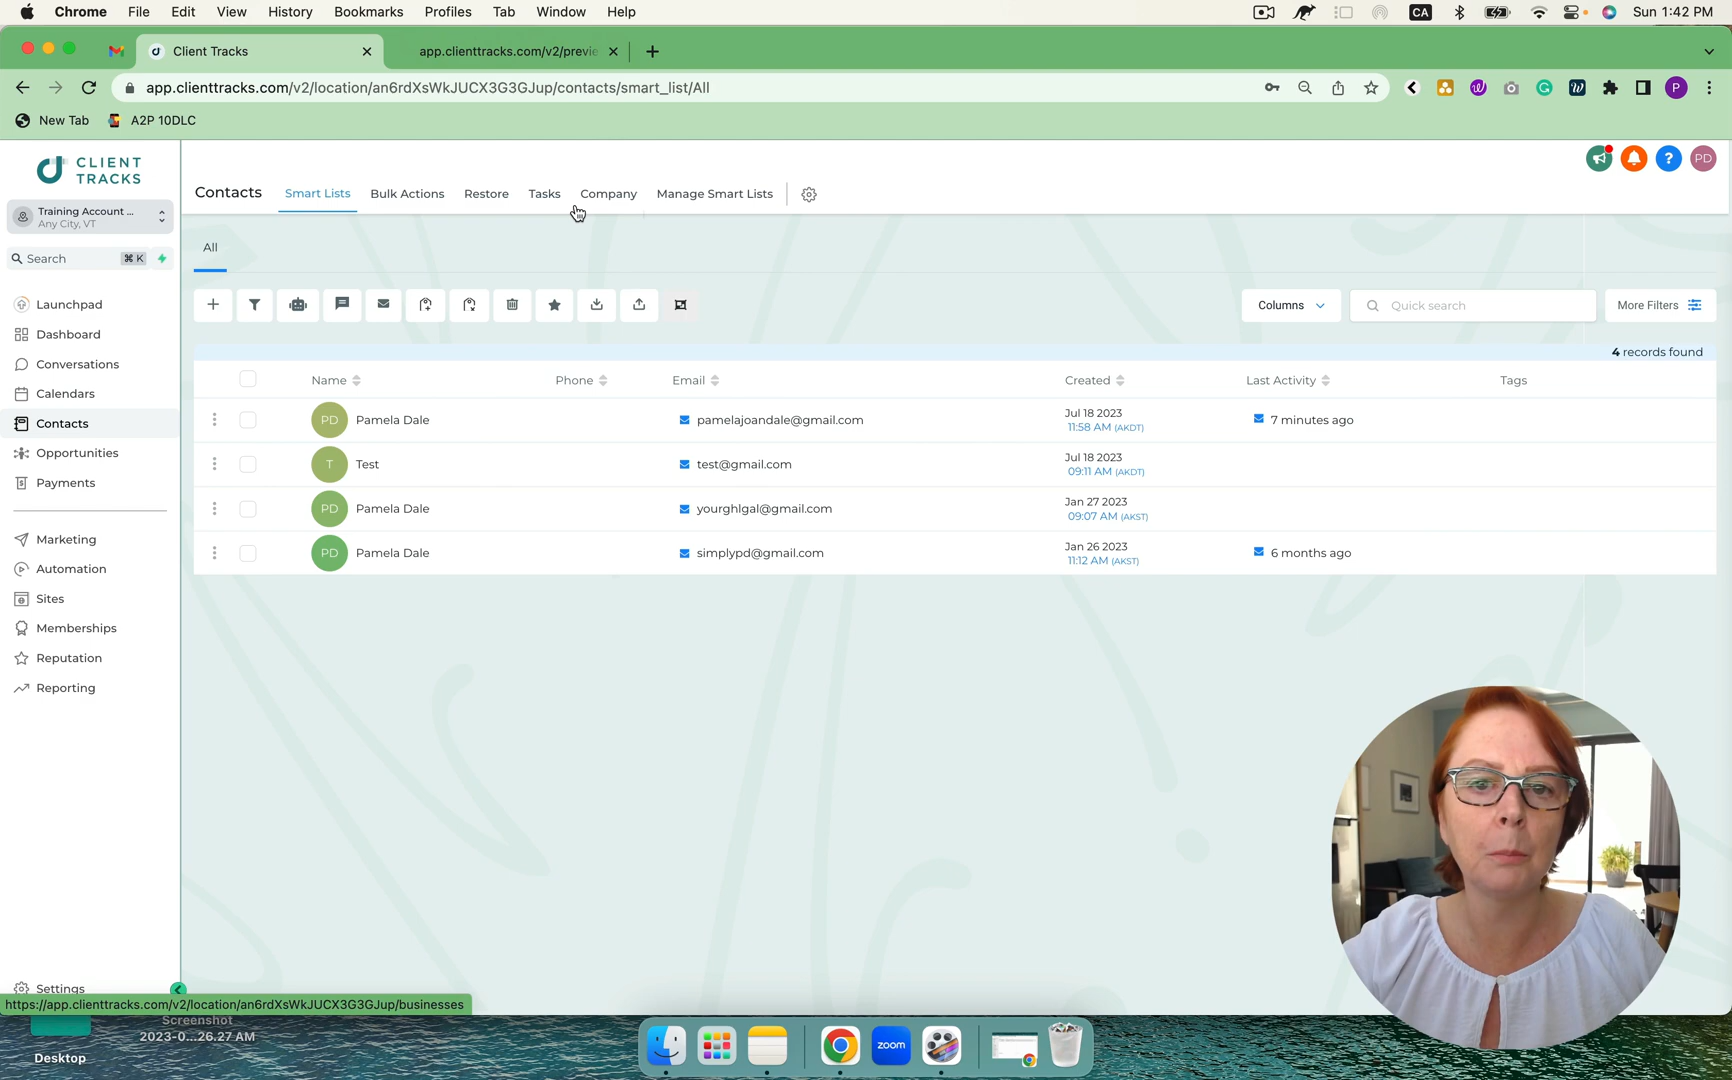 Chrome File Edit View History Bookmarks Profiles Tab Window Help CA Sun 1:42 PM
Client Tracks app.clienttracks.com/v2/previe
app.clienttracks.com/v2/location/an6rdXsWkJUCX3G3GJup/contacts/smart_list/All P
New Tab A2P 10DLC
CLIENT
TRACKS
? PD
Contacts Smart Lists Bulk Actions Restore Tasks Company Manage Smart Lists
Training Account ...
Any City, VT
Search ⌘ K
All
Launchpad
Dashboard
Conversations
Calendars
Contacts
Opportunities
Payments
Marketing
Automation
Sites
Memberships
Reputation
Reporting
Settings
Columns Quick search More Filters
4 records found
Name Phone Email Created Last Activity Tags
PD Pamela Dale pamelajoandale@gmail.com Jul 18 2023 7 minutes ago
11:58 AM (AKDT)
T Test test@gmail.com Jul 18 2023
09:11 AM (AKDT)
PD Pamela Dale yourghlgal@gmail.com Jan 27 2023
09:07 AM (AKST)
PD Pamela Dale simplypd@gmail.com Jan 26 2023 6 months ago
11:12 AM (AKST)
https://app.clienttracks.com/v2/location/an6rdXsWkJUCX3G3GJup/businesses
Screenshot
2023-0...26.27 AM
Desktop
zoom